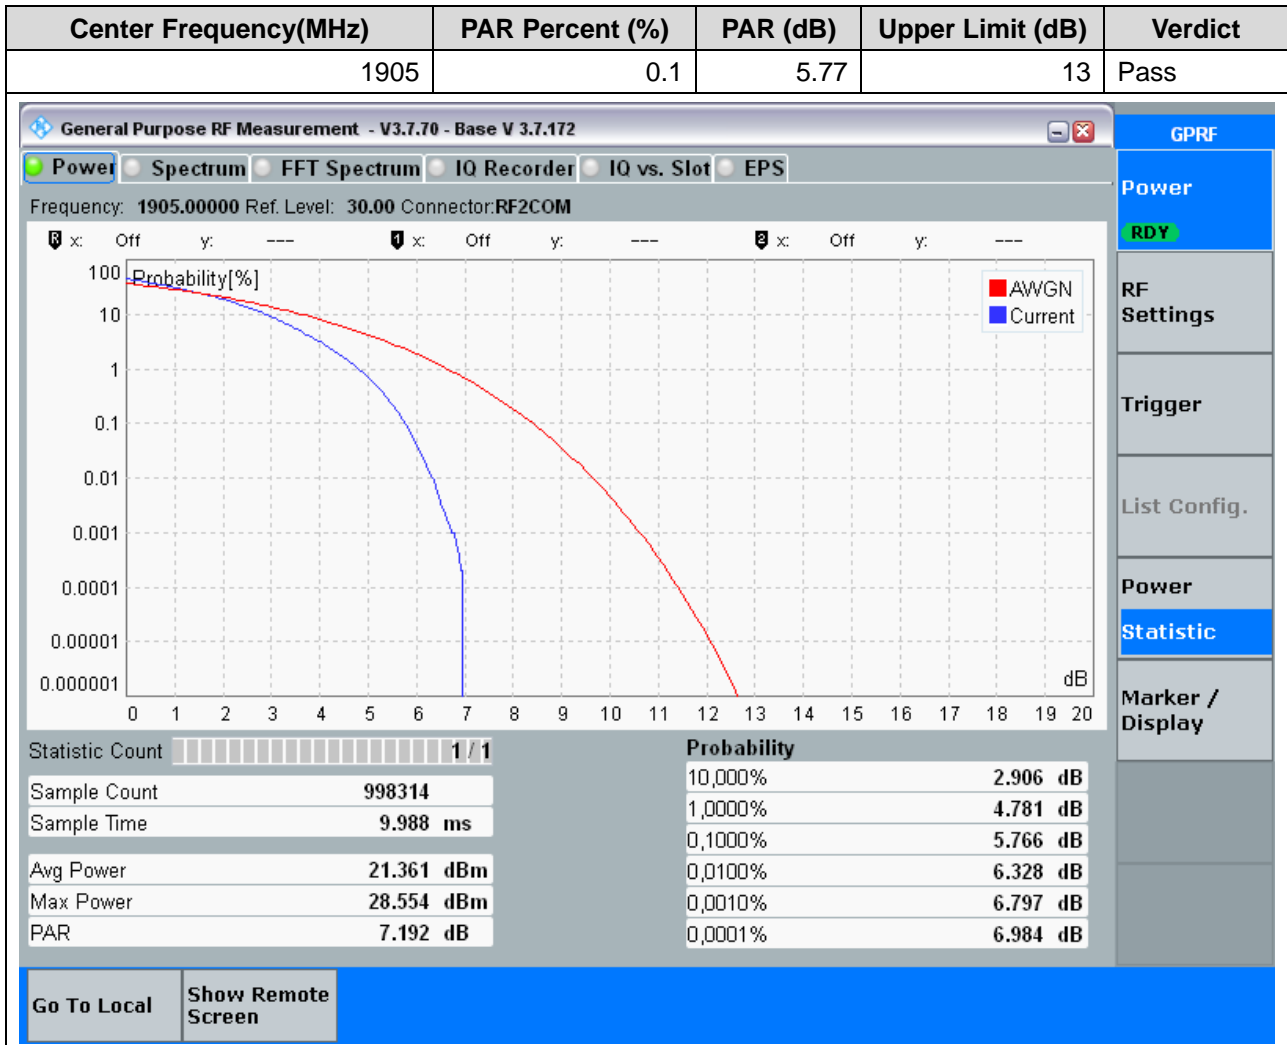 Center Frequency(MHz) PAR Percent (%) PAR (dB) Upper Limit (dB) Verdict
1905 0.1 5.77 13 Pass
General Purpose RF Measurement - V3.7.70 - Base V 3.7.172
GPRF
Power Spectrum FFT Spectrum IQ Recorder IQ vs. Slot EPS
Power
RDY
Frequency: 1905.00000 Ref. Level: 30.00 Connector:RF2COM
R x: Off y: --- 1 x: Off y: --- 2 x: Off y: ---
Probability[%]
AWGN
Current
100
10
1
0.1
0.01
0.001
0.0001
0.00001
0.000001
dB
0 1 2 3 4 5 6 7 8 9 10 11 12 13 14 15 16 17 18 19 20
RF
Settings
Trigger
List Config.
Power
Statistic
Marker /
Display
Statistic Count 1 / 1
Sample Count 998314
Sample Time 9.988 ms
Avg Power 21.361 dBm
Max Power 28.554 dBm
PAR 7.192 dB
Probability
10,000% 2.906 dB
1,0000% 4.781 dB
0,1000% 5.766 dB
0,0100% 6.328 dB
0,0010% 6.797 dB
0,0001% 6.984 dB
Go To Local
Show Remote
Screen